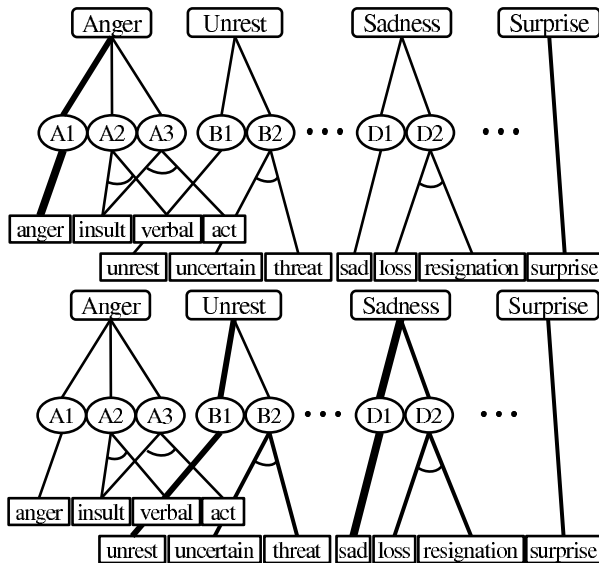 Anger Unrest Sadness Surprise
A1 A2 A3 B1 B2 ••• D1 D2 •••
anger insult verbal act
unrest uncertain threat sad loss resignation surprise
Anger Unrest Sadness Surprise
A1 A2 A3 B1 B2 ••• D1 D2 •••
anger insult verbal act
unrest uncertain threat sad loss resignation surprise